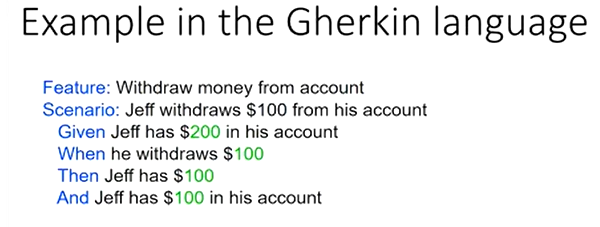 Example in the Gherkin language
Feature: Withdraw money from account
Scenario: Jeff withdraws $100 from his account
Given Jeff has $200 in his account
When he withdraws $100
Then Jeff has $100
And Jeff has $100 in his account